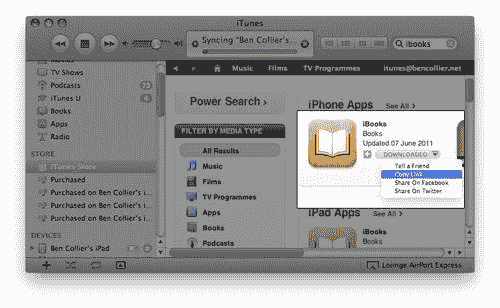 iTunes
Syncing "Ben Collier's...
ibooks
TV Shows
Podcasts 73
iTunes U 4
Books
Apps
Radio
STORE
iTunes Store
Purchased
Purchased on Ben Collier's i...
Purchased on Ben Collier's i...
DEVICES
Ben Collier's iPad
Music Films TV Programmes itunes@bencollier.net
Power Search ›
FILTER BY MEDIA TYPE
All Results
Music
Films
TV Programmes
Apps
Books
Podcasts
iPhone Apps See All ›
iBooks
Books
Updated 07 June 2011
DOWNLOADED
Tell a Friend
Copy Link
Share On Facebook
Share On Twitter
iPad Apps See All ›
iBooks
Books
Lounge AirPort Express